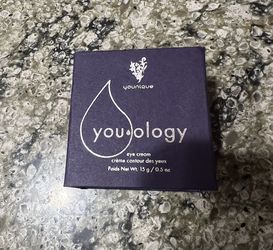 younique
you·ology
eye cream
crème contour des yeux
Poids Net Wt. 15 g / 0.5 oz.